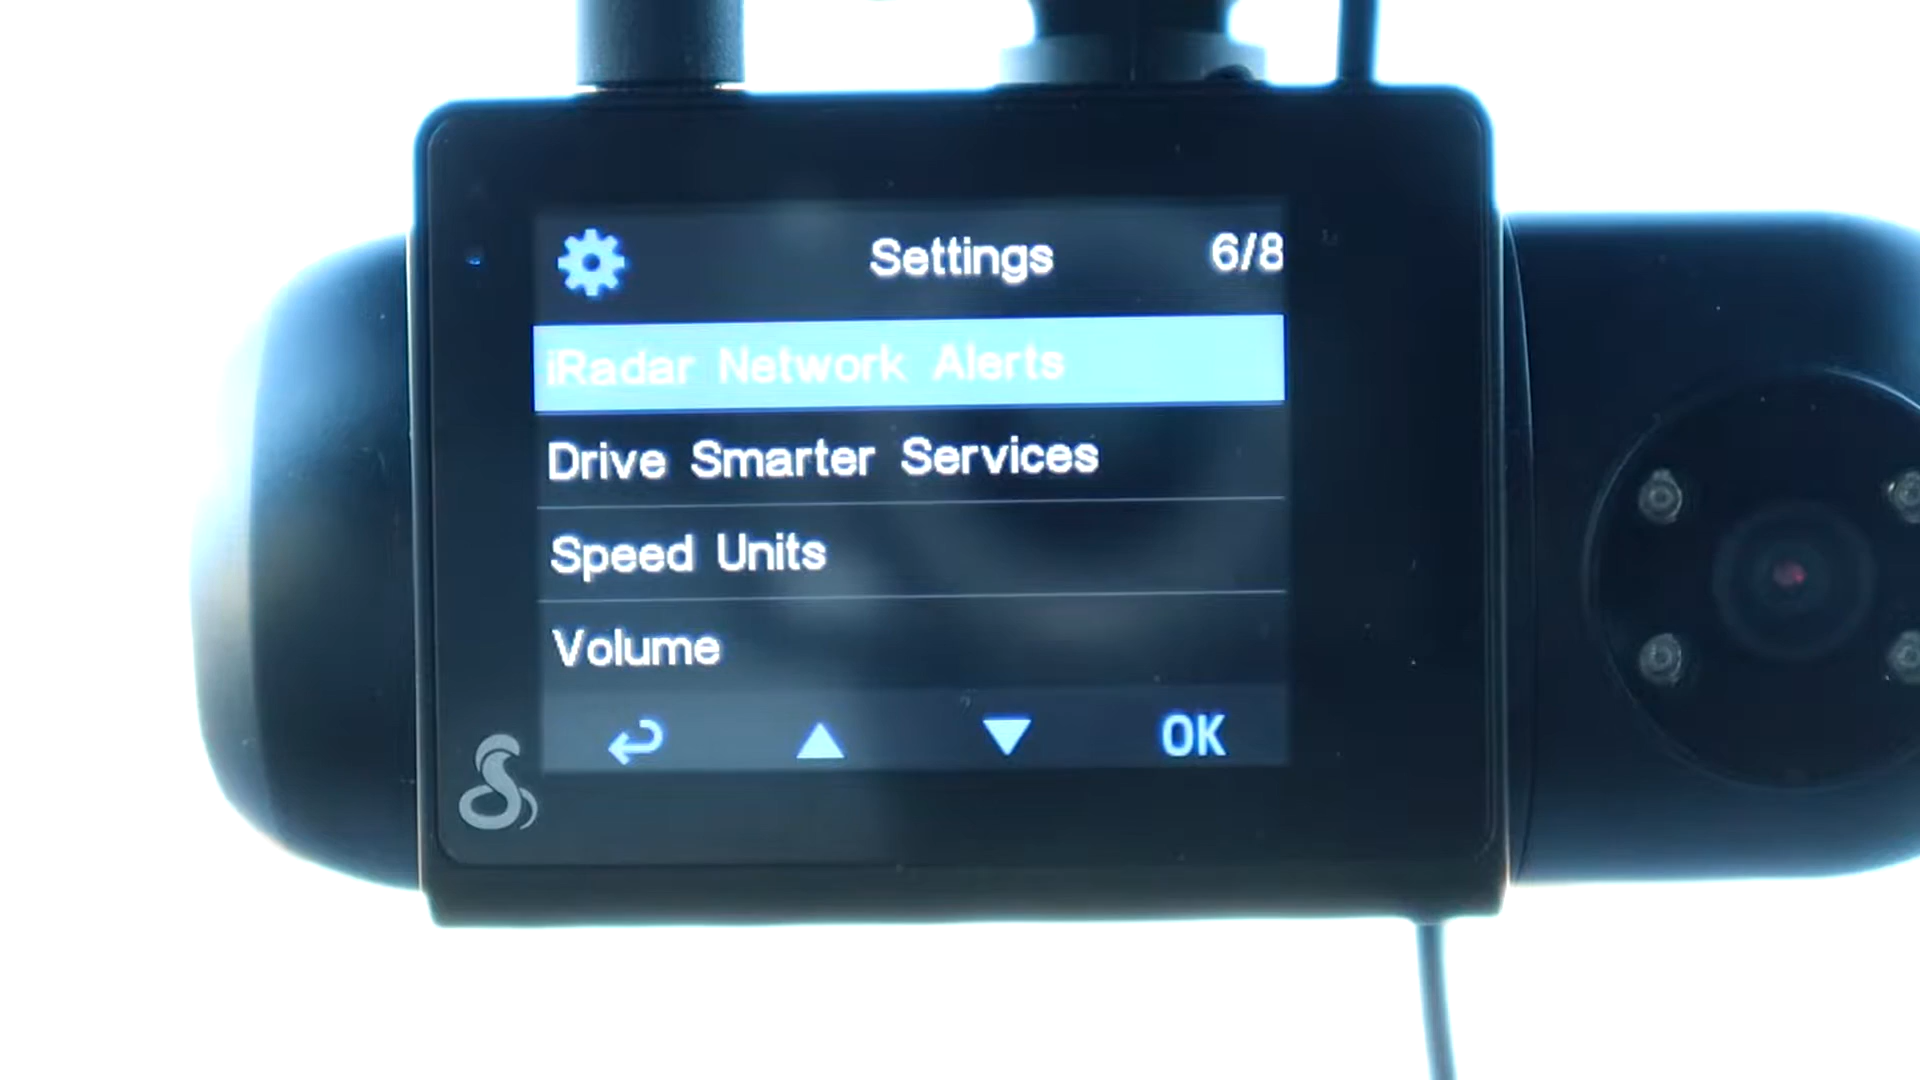 Settings 6/8
iRadar Network Alerts
Drive Smarter Services
Speed Units
Volume
OK